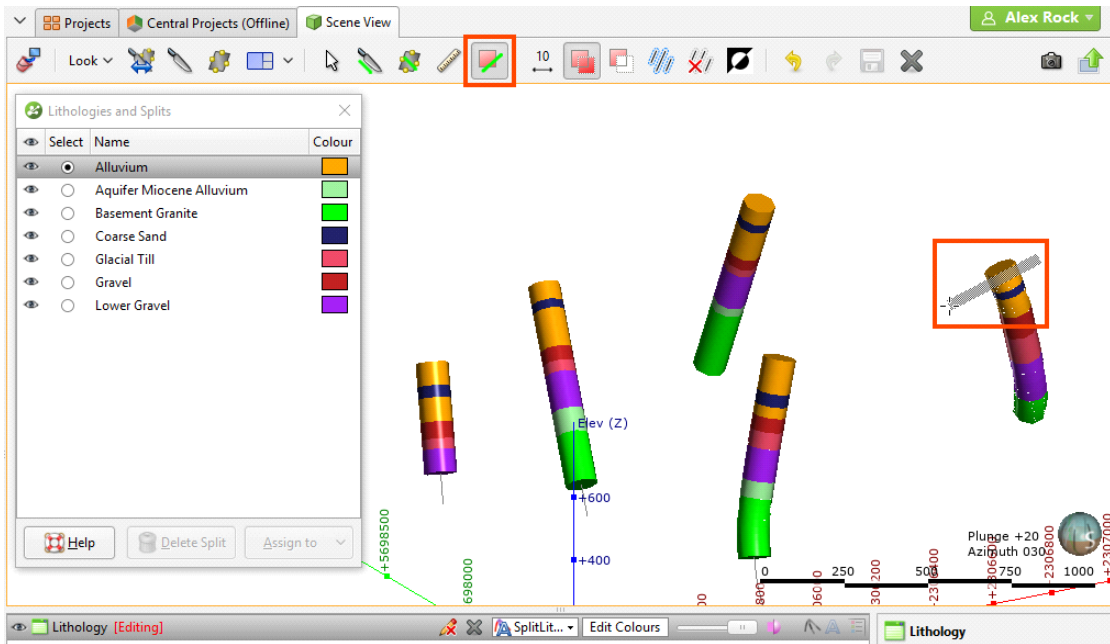 Projects
Central Projects (Offline)
Scene View
Alex Rock
Look
10
Lithologies and Splits
Select Name Colour
Alluvium
Aquifer Miocene Alluvium
Basement Granite
Coarse Sand
Glacial Till
Gravel
Lower Gravel
Help
Delete Split
Assign to
Elev (Z)
+600
+400
+5698500
698000
Plunge +20
Azimuth 030
0 250 500 750 1000
-2306800
+2307000
Lithology [Editing]
SplitLit...
Edit Colours
Lithology